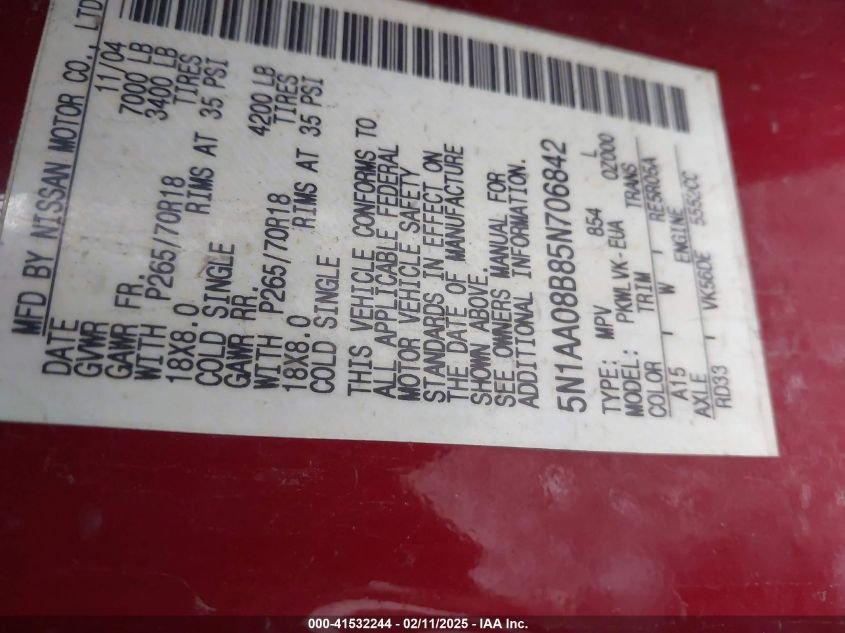 MFD BY NISSAN MOTOR CO., LTD
DATE 11/04
GVWR 7000 LB
GAWR FR. 3400 LB
WITH P265/70R18 TIRES
18X8.0 RIMS AT 35 PSI
COLD SINGLE
GAWR RR. 4200 LB
WITH P265/70R18 TIRES
18X8.0 RIMS AT 35 PSI
COLD SINGLE
THIS VEHICLE CONFORMS TO
ALL APPLICABLE FEDERAL
MOTOR VEHICLE SAFETY
STANDARDS IN EFFECT ON
THE DATE OF MANUFACTURE
SHOWN ABOVE.
SEE OWNERS MANUAL FOR
ADDITIONAL INFORMATION.
5N1AA08B85N706842
TYPE: MPV 854 L
MODEL: PKWLVK-EUA 0Z000
COLOR TRIM TRANS
A15 W RE5R05A
AXLE ENGINE
RD33 VK56DE 5552CC
000-41532244 - 02/11/2025 - IAA Inc.